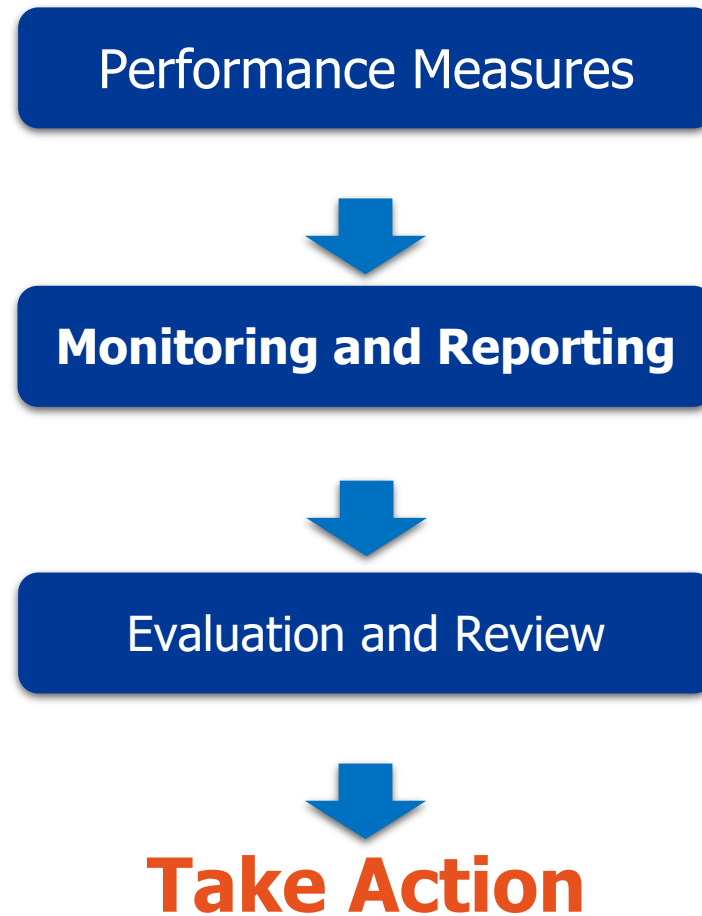 Performance Measures
Monitoring and Reporting
Evaluation and Review
Take Action